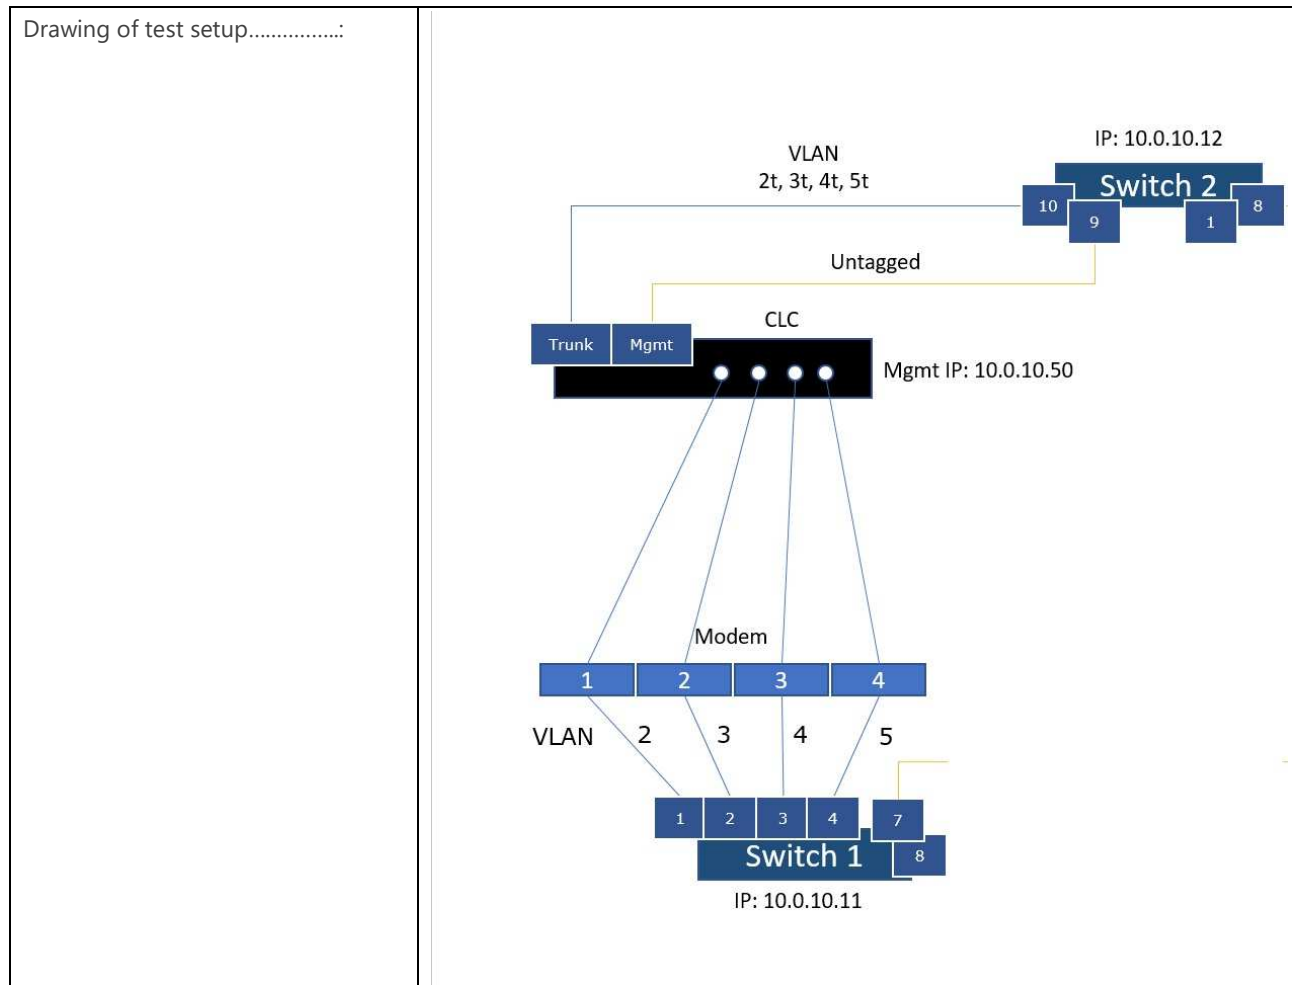 Drawing of test setup...............:
IP: 10.0.10.12
VLAN
2t, 3t, 4t, 5t
Switch 2
10
9
1
8
Untagged
CLC
Trunk
Mgmt
Mgmt IP: 10.0.10.50
Modem
1
2
3
4
VLAN
2
3
4
5
1
2
3
4
7
Switch 1
8
IP: 10.0.10.11